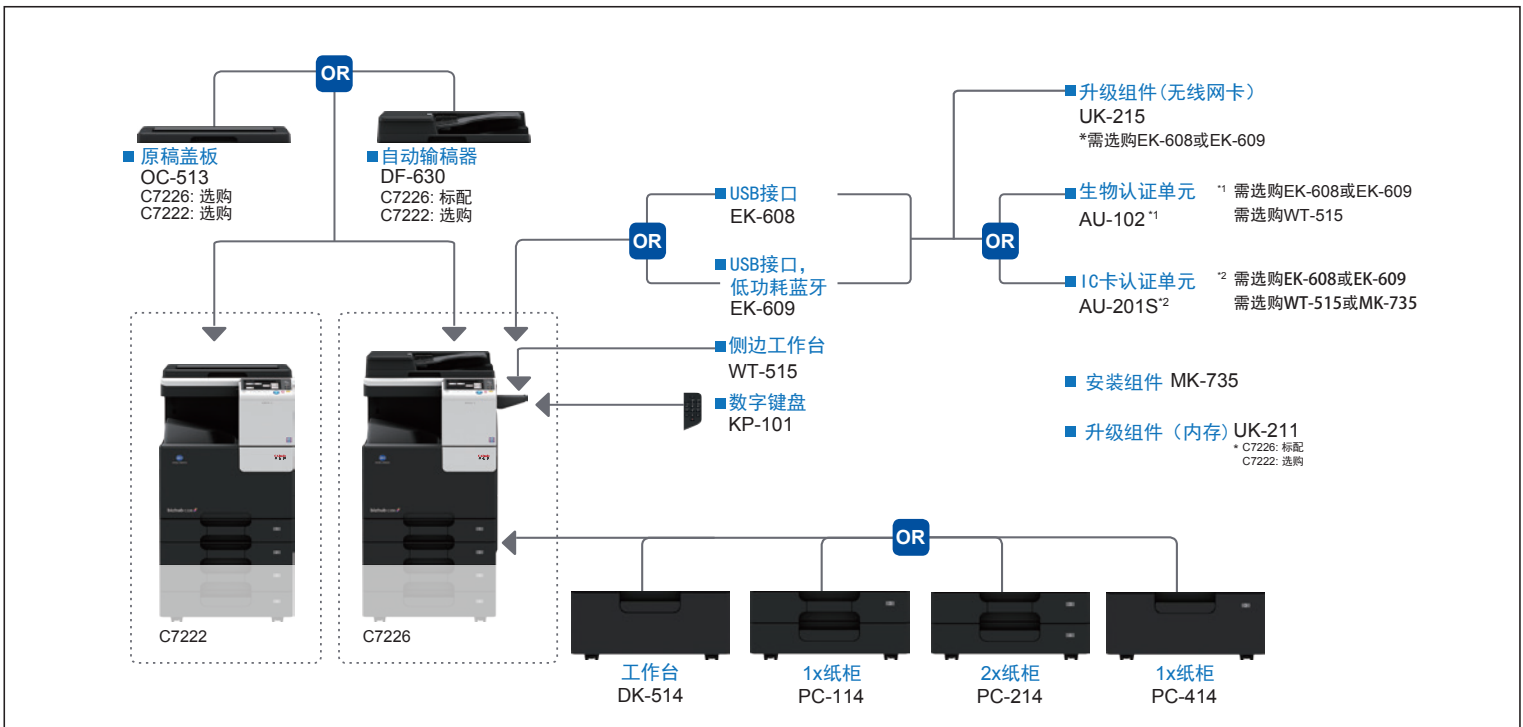 OR
■ 原稿盖板
OC-513
C7226: 选购
C7222: 选购
■ 自动输稿器
DF-630
C7226: 标配
C7222: 选购
■ USB接口
EK-608
OR
■ USB接口,
低功耗蓝牙
EK-609
■ 侧边工作台
WT-515
■ 数字键盘
KP-101
■ 升级组件(无线网卡)
UK-215
*需选购EK-608或EK-609
OR
■ 生物认证单元
AU-102 *1
*1 需选购EK-608或EK-609
需选购WT-515
■ IC卡认证单元
AU-201S*2
*2 需选购EK-608或EK-609
需选购WT-515或MK-735
■ 安装组件 MK-735
■ 升级组件（内存）UK-211
* C7226: 标配
C7222: 选购
C7222
C7226
OR
工作台
DK-514
1x纸柜
PC-114
2x纸柜
PC-214
1x纸柜
PC-414